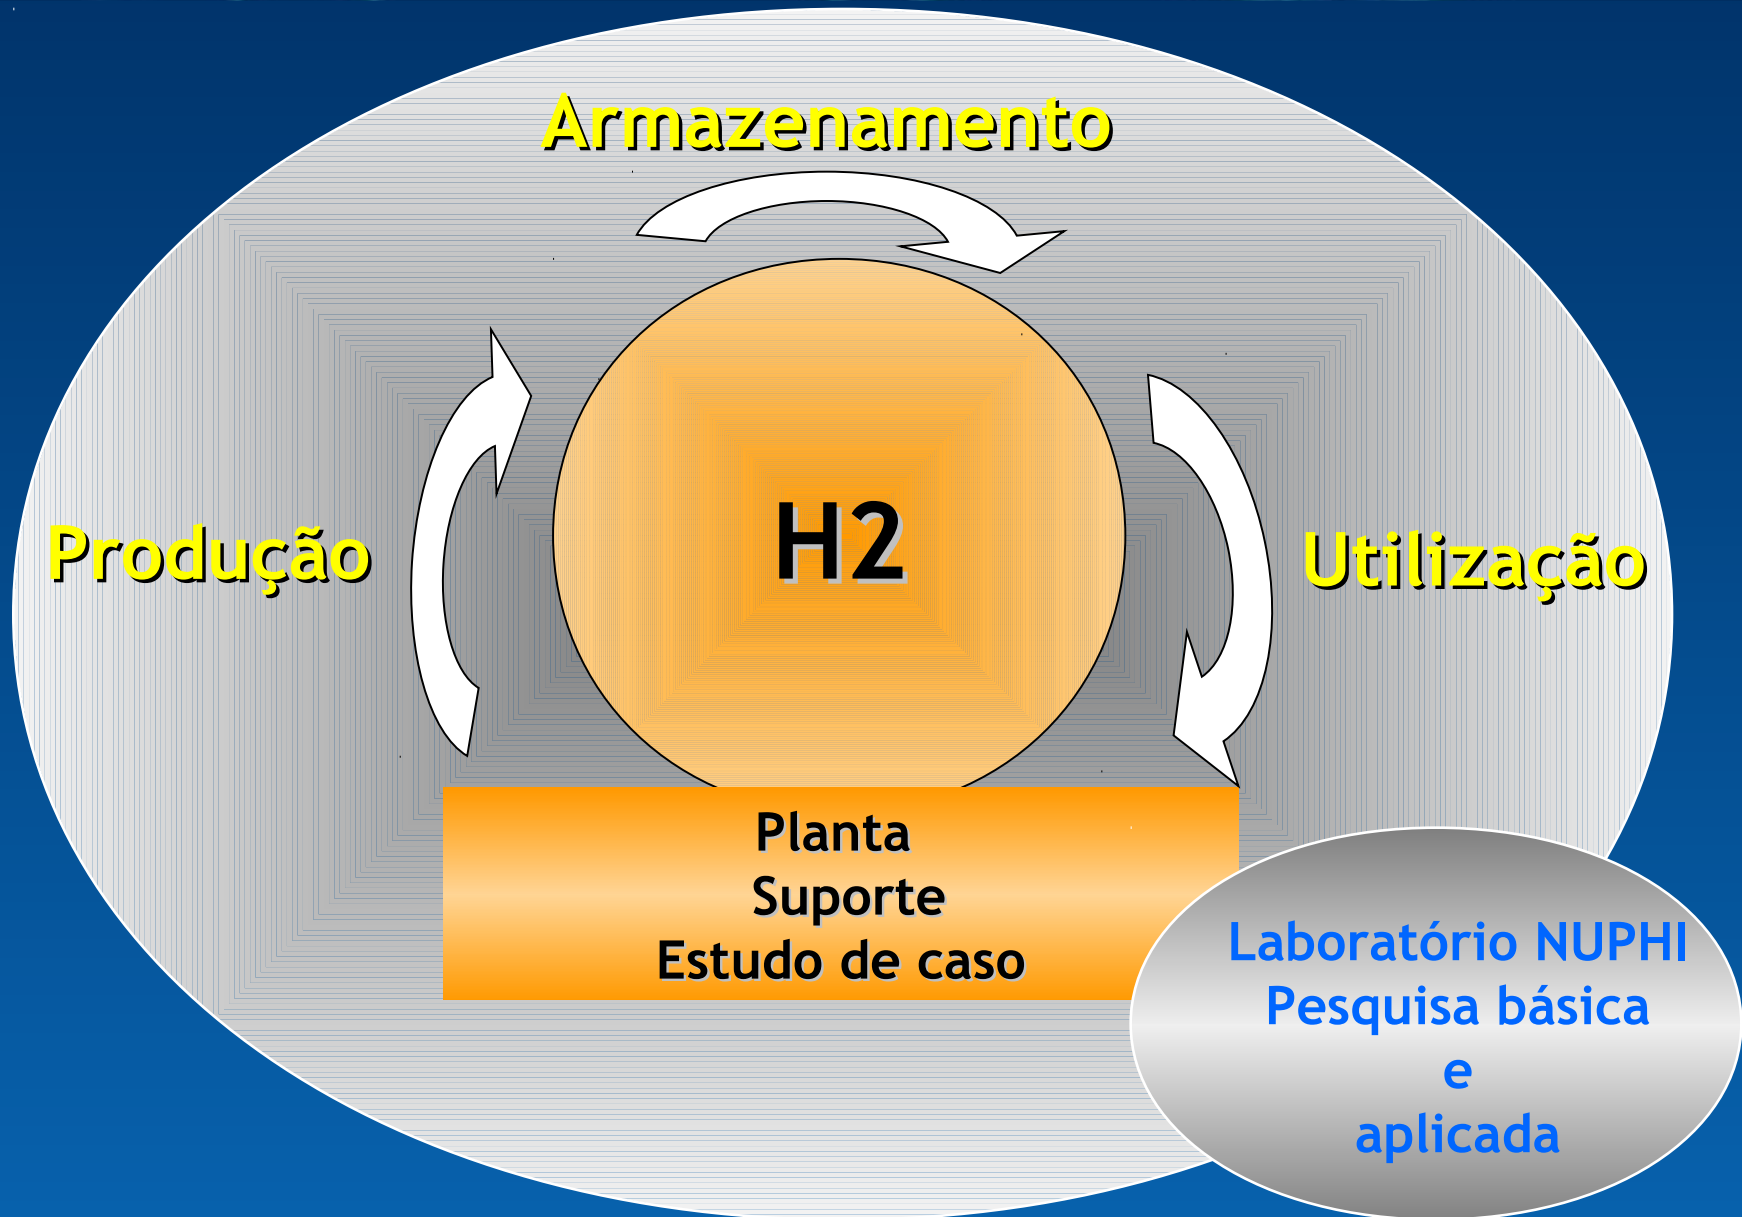 Armazenamento
Produção
H2
Utilização
Planta
Suporte
Estudo de caso
Laboratório NUPHI
Pesquisa básica
e
aplicada